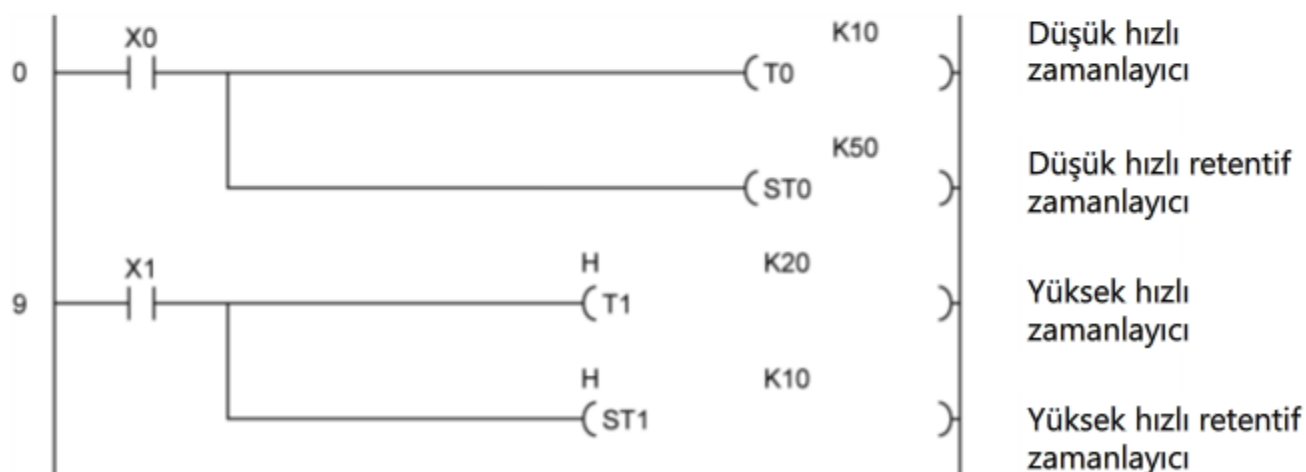 X0
K10
0
(T0 )
Düşük hızlı
zamanlayıcı
K50
(ST0 )
Düşük hızlı retentif
zamanlayıcı
X1
H K20
9
(T1 )
Yüksek hızlı
zamanlayıcı
H K10
(ST1 )
Yüksek hızlı retentif
zamanlayıcı